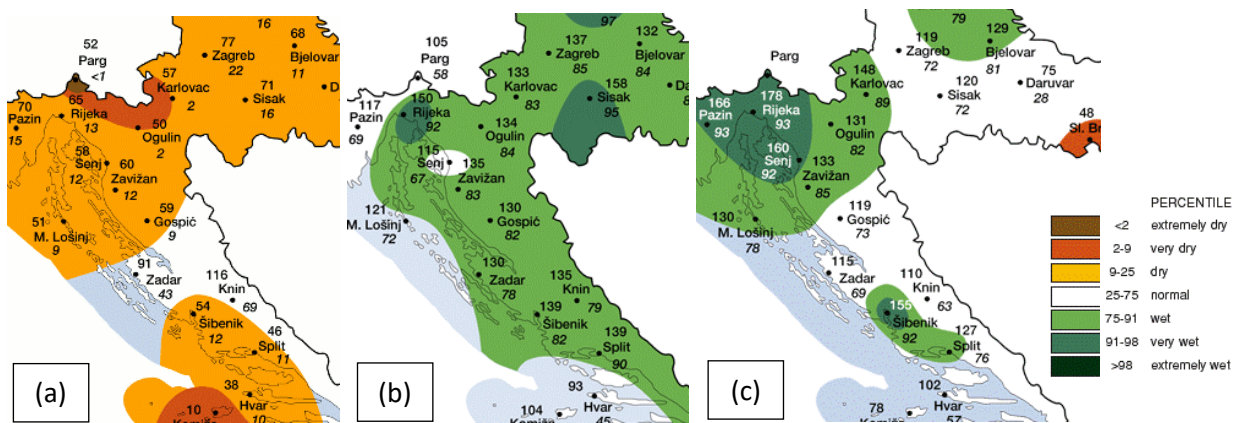 16
52
Parg
<1
77
Zagreb
22
68
Bjelovar
11
57
Karlovac
2
71
Sisak
16
65
Rijeka
13
70
Pazin
15
50
Ogulin
2
58
Senj
12
60
Zavižan
12
59
Gospić
9
51
M. Lošinj
9
91
Zadar
43
116
Knin
69
54
Šibenik
12
46
Split
11
38
Hvar
10
10
(a)
97
105
Parg
58
137
Zagreb
85
132
Bjelovar
84
133
Karlovac
83
158
Sisak
95
150
Rijeka
92
117
Pazin
69
134
Ogulin
84
115
Senj
67
135
Zavižan
83
130
Gospić
82
121
M. Lošinj
72
130
Zadar
78
135
Knin
79
139
Šibenik
82
139
Split
90
93
Hvar
45
104
(b)
79
Parg
119
Zagreb
72
129
Bjelovar
81
148
Karlovac
89
120
Sisak
72
75
Daruvar
28
48
Sl. Br
178
Rijeka
93
166
Pazin
93
131
Ogulin
82
160
Senj
92
133
Zavižan
85
119
Gospić
73
130
M. Lošinj
78
115
Zadar
69
110
Knin
63
155
Šibenik
92
127
Split
76
102
Hvar
57
78
(c)
PERCENTILE
<2 extremely dry
2-9 very dry
9-25 dry
25-75 normal
75-91 wet
91-98 very wet
>98 extremely wet